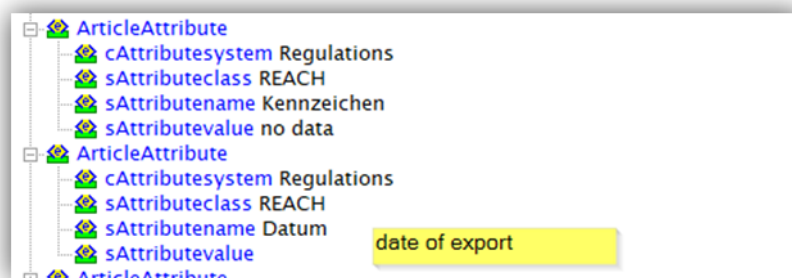 ArticleAttribute
cAttributesystem Regulations
sAttributeclass REACH
sAttributename Kennzeichen
sAttributevalue no data
ArticleAttribute
cAttributesystem Regulations
sAttributeclass REACH
sAttributename Datum
sAttributevalue date of export
ArticleAttribute